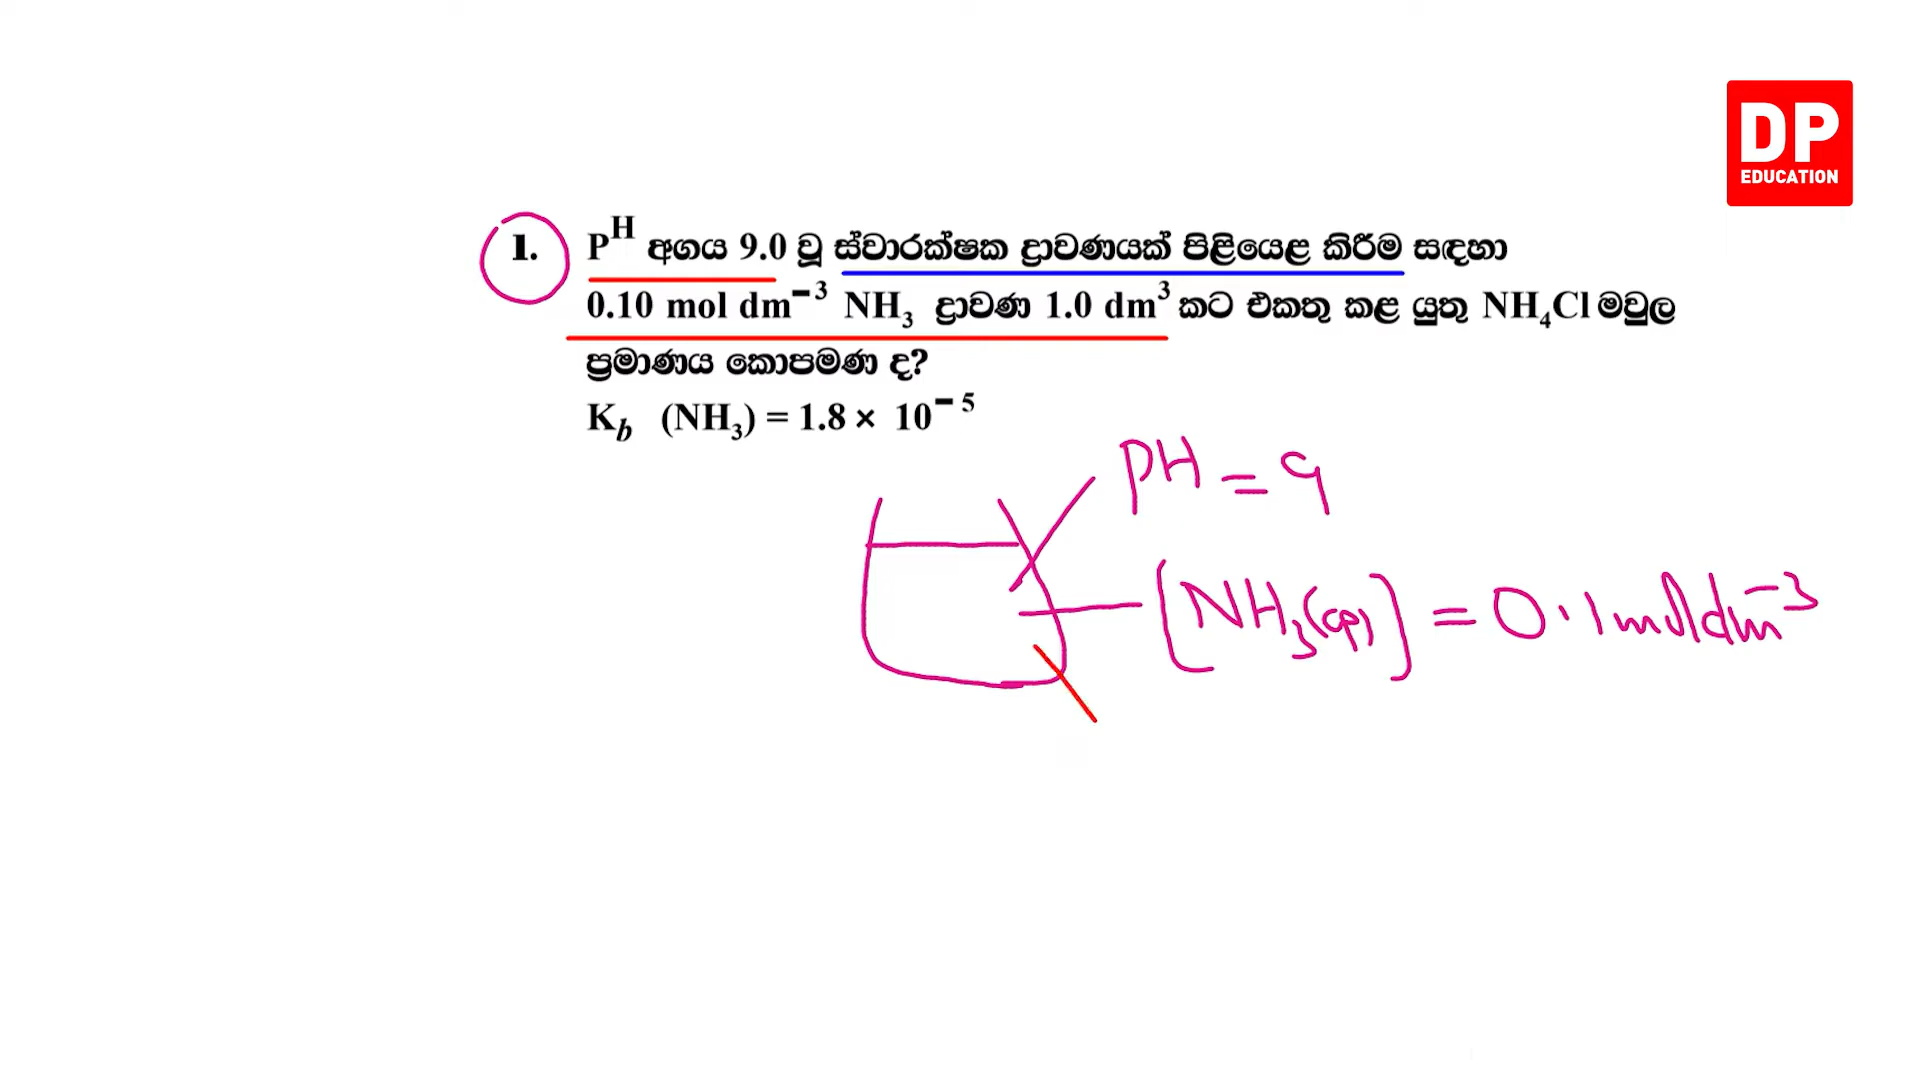 DP
EDUCATION
1. P^H අගය 9.0 වූ ස්වාරක්ෂක ද්‍රාවණයක් පිළියෙළ කිරීම සඳහා
0.10 mol dm⁻³ NH₃ ද්‍රාවණ 1.0 dm³ කට එකතු කළ යුතු NH₄Cl මවුල
ප්‍රමාණය කොපමණ ද?
K_b (NH₃) = 1.8 × 10⁻⁵
PH = 9
[NH₃(aq)] = 0.1 mol dm⁻³